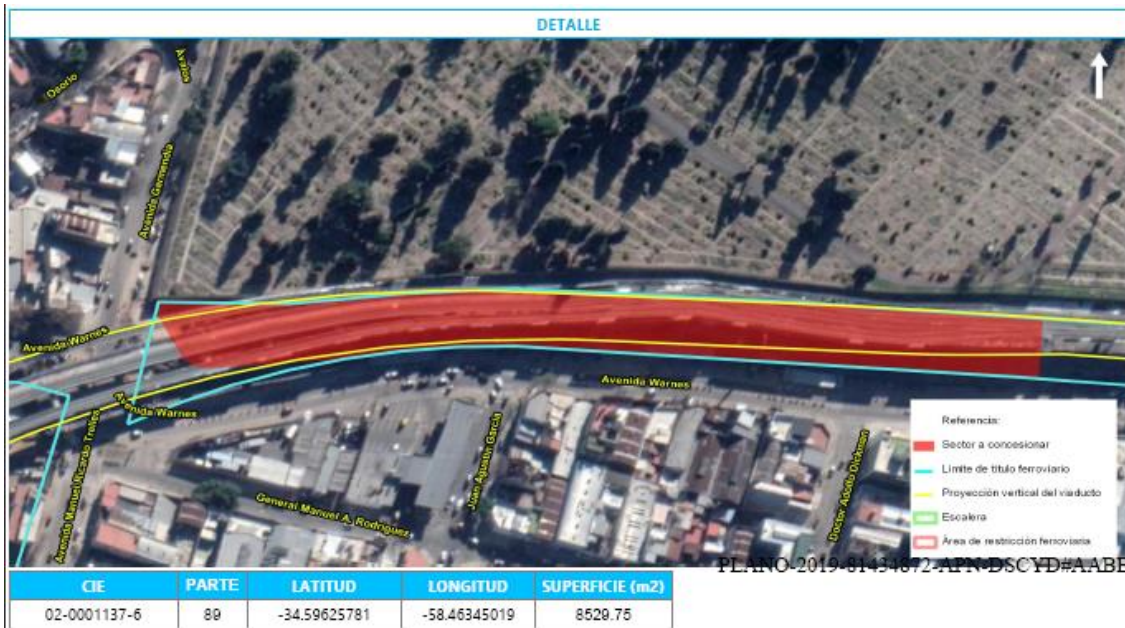 DETALLE
Osorio
Avalos
Avenida Garmendia
Avenida Warnes
Avenida Warnes
Avenida Warnes
Avenida Manuel Ricardo Trelles
General Manuel A. Rodríguez
Juan Agustín García
Doctor Adolfo Dickman
Referencia:
Sector a concesionar
Límite de título ferroviario
Proyección vertical del viaducto
Escalera
Área de restricción ferroviaria
PLANO-2019-81434872-APN-DSCYD#AABE
CIE PARTE LATITUD LONGITUD SUPERFICIE (m2)
02-0001137-6 89 -34.59625781 -58.46345019 8529.75